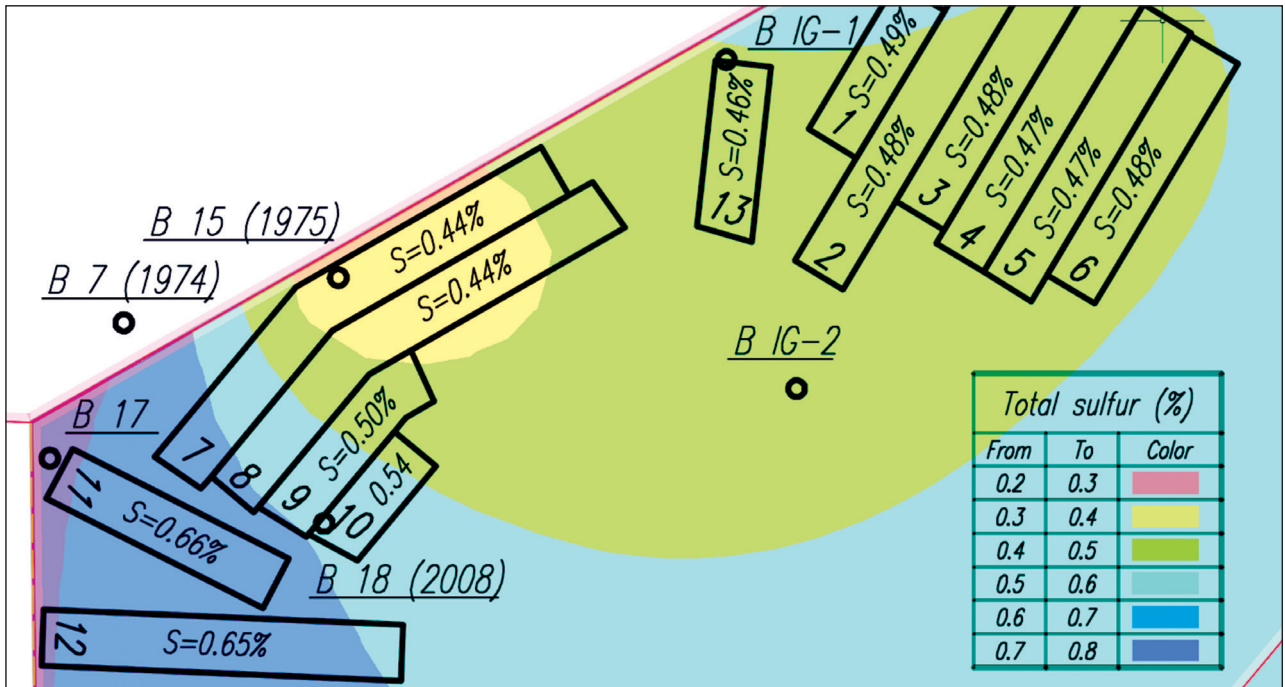 B IG-1
S=0.49%
1
S=0.48%
2
S=0.48%
3
S=0.47%
4
S=0.47%
5
S=0.48%
6
S=0.46%
13
B 15 (1975)
S=0.44%
7
B 7 (1974)
S=0.44%
8
B IG-2
S=0.50%
9
0.54
10
B 17
11
S=0.66%
B 18 (2008)
12
S=0.65%
Total sulfur (%)
From To Color
0.2 0.3
0.3 0.4
0.4 0.5
0.5 0.6
0.6 0.7
0.7 0.8